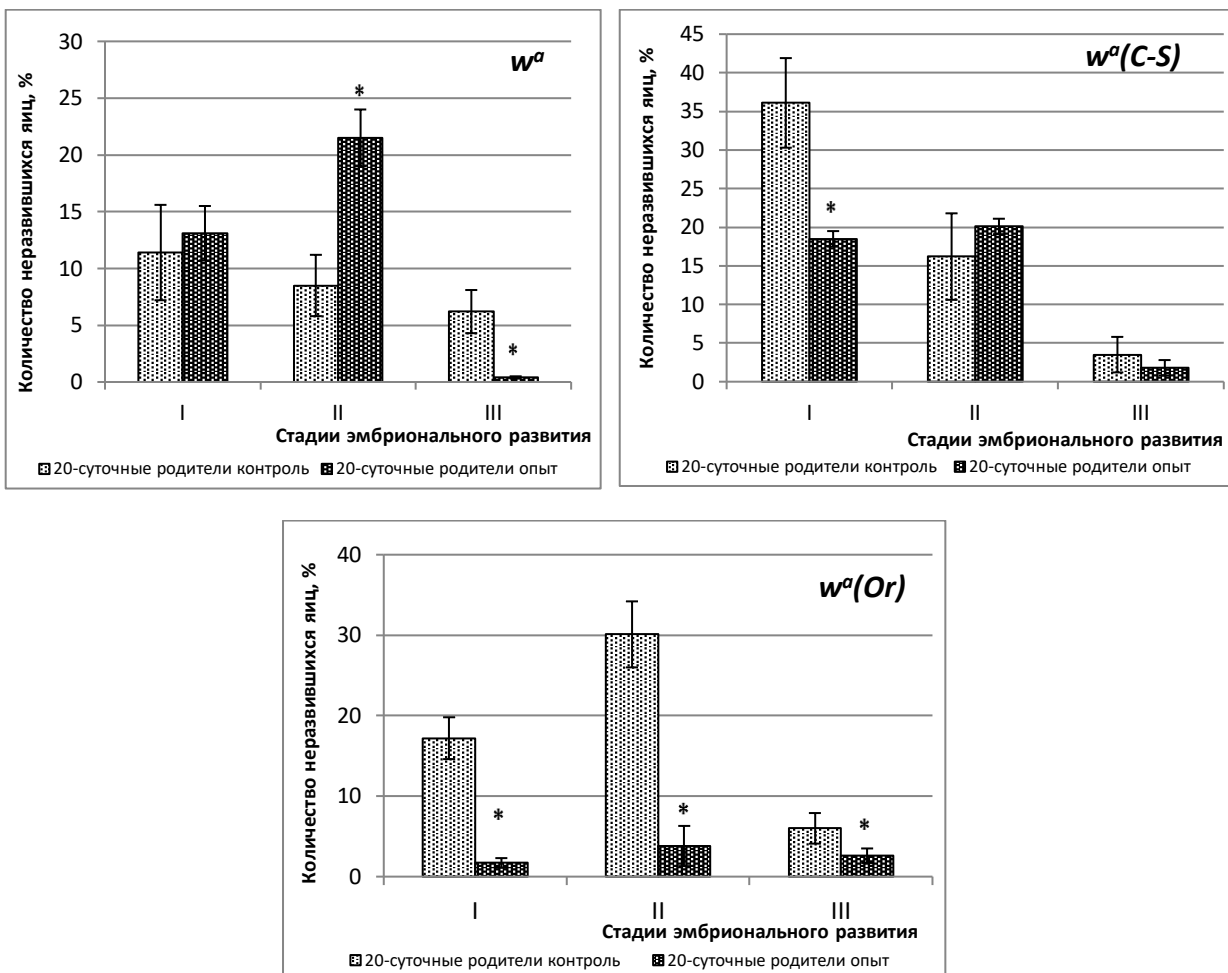 Количество неразвившихся яиц, %
30
25
20
15
10
5
0
wᵃ
*
*
I II III
Стадии эмбрионального развития
20-суточные родители контроль 20-суточные родители опыт
Количество неразвившихся яиц, %
45
40
35
30
25
20
15
10
5
0
wᵃ(C-S)
*
I II III
Стадии эмбрионального развития
20-суточные родители контроль 20-суточные родители опыт
Количество неразвившихся яиц, %
40
30
20
10
0
wᵃ(Or)
* * *
I II III
Стадии эмбрионального развития
20-суточные родители контроль 20-суточные родители опыт